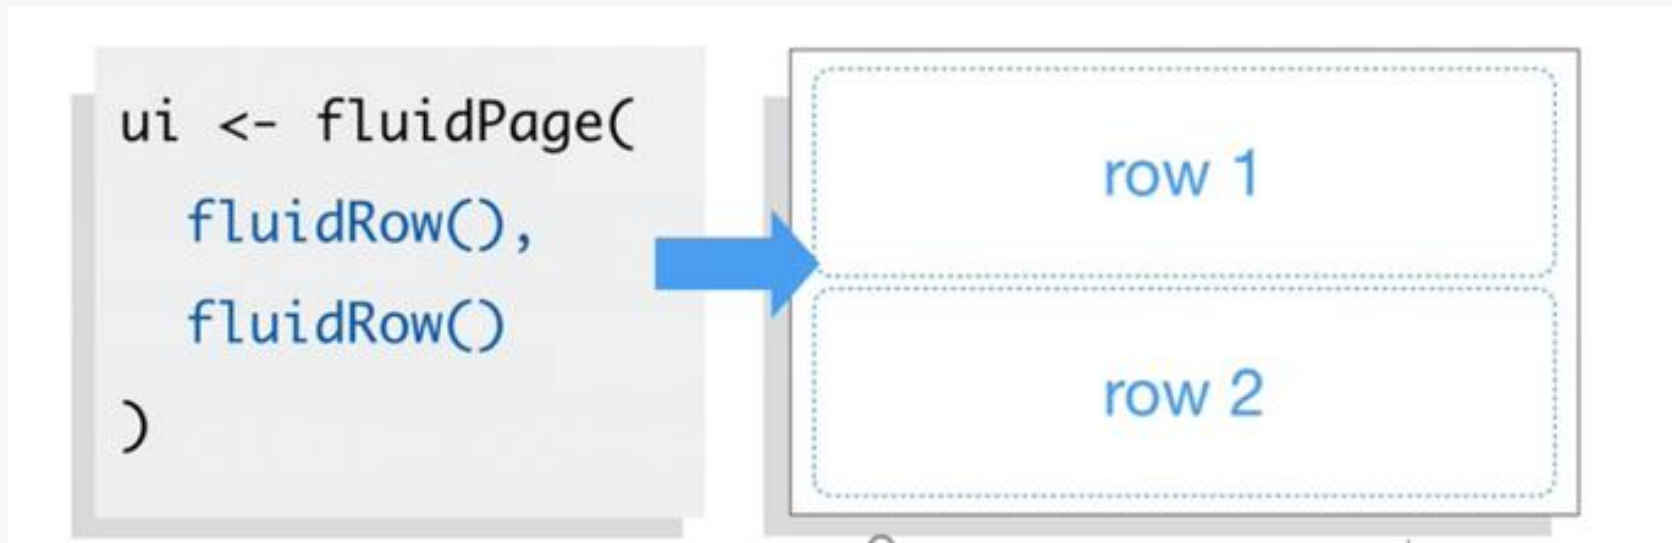 ui <- fluidPage(
  fluidRow(),
  fluidRow()
)
row 1
row 2